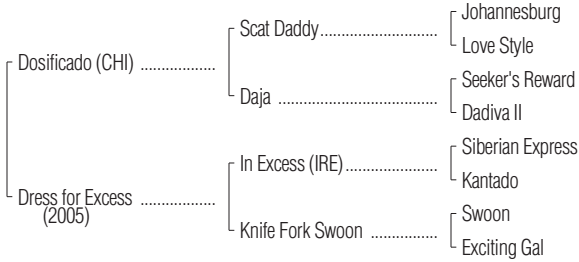 Johannesburg
Scat Daddy
Love Style
Dosificado (CHI)
Seeker's Reward
Daja
Dadiva II
Siberian Express
In Excess (IRE)
Kantado
Dress for Excess
(2005)
Swoon
Knife Fork Swoon
Exciting Gal